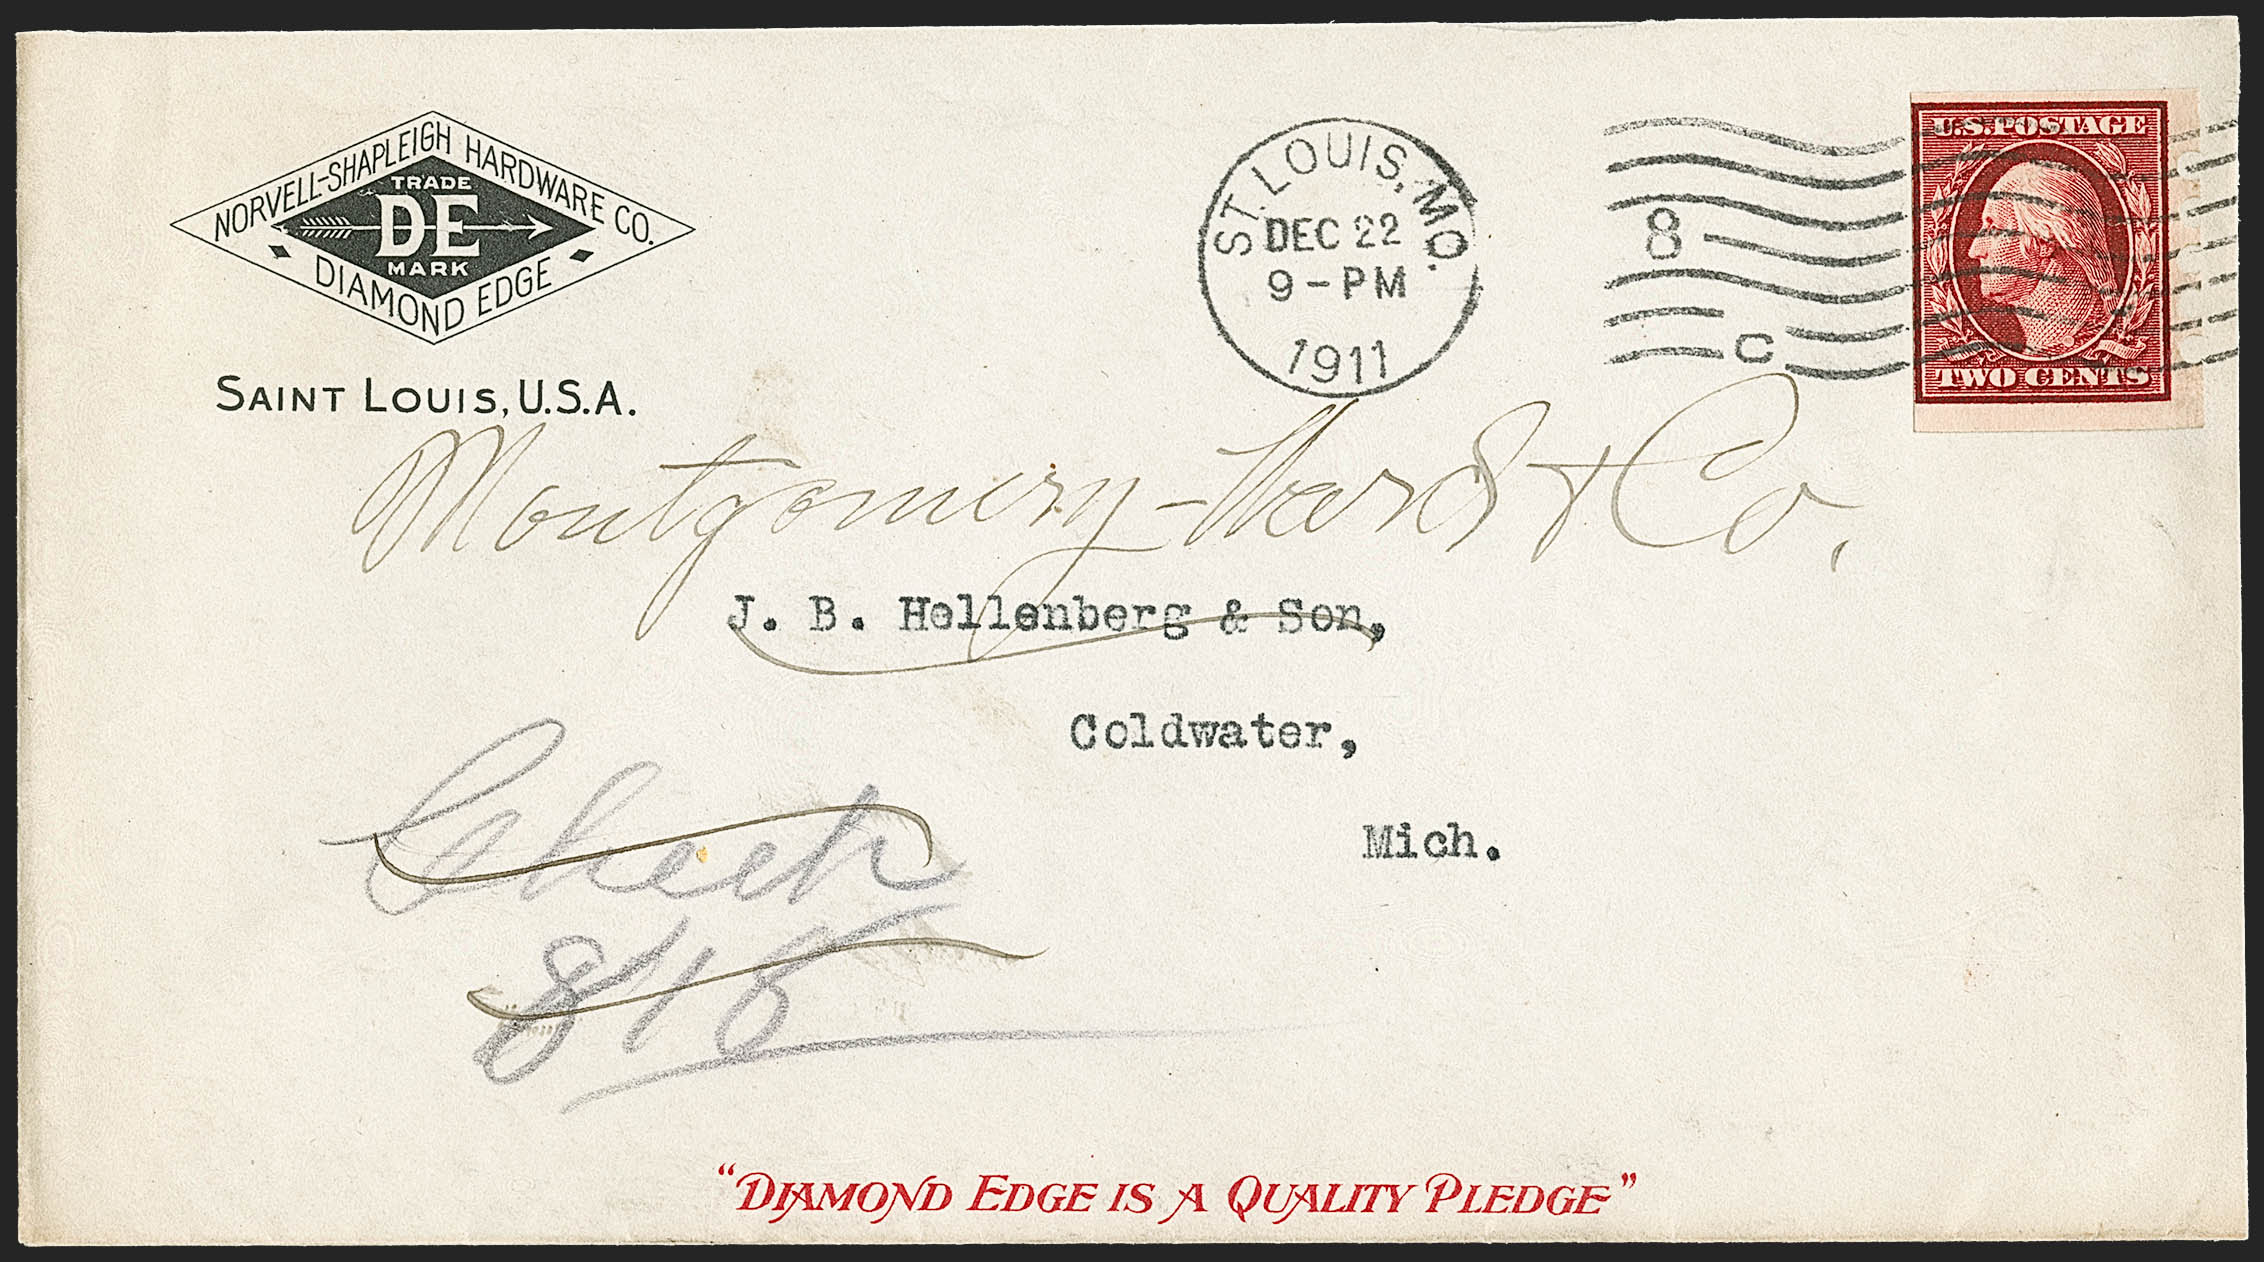 NORVELL-SHAPLEIGH HARDWARE CO.
TRADE
DE
MARK
DIAMOND EDGE
SAINT LOUIS, U.S.A.
ST. LOUIS, MO.
DEC 22
9-PM
1911
8
C
U.S. POSTAGE
TWO CENTS
Montgomery-Ward & Co.
J. B. Hellenberg & Son,
Coldwater,
Mich.
Check
"DIAMOND EDGE IS A QUALITY PLEDGE"